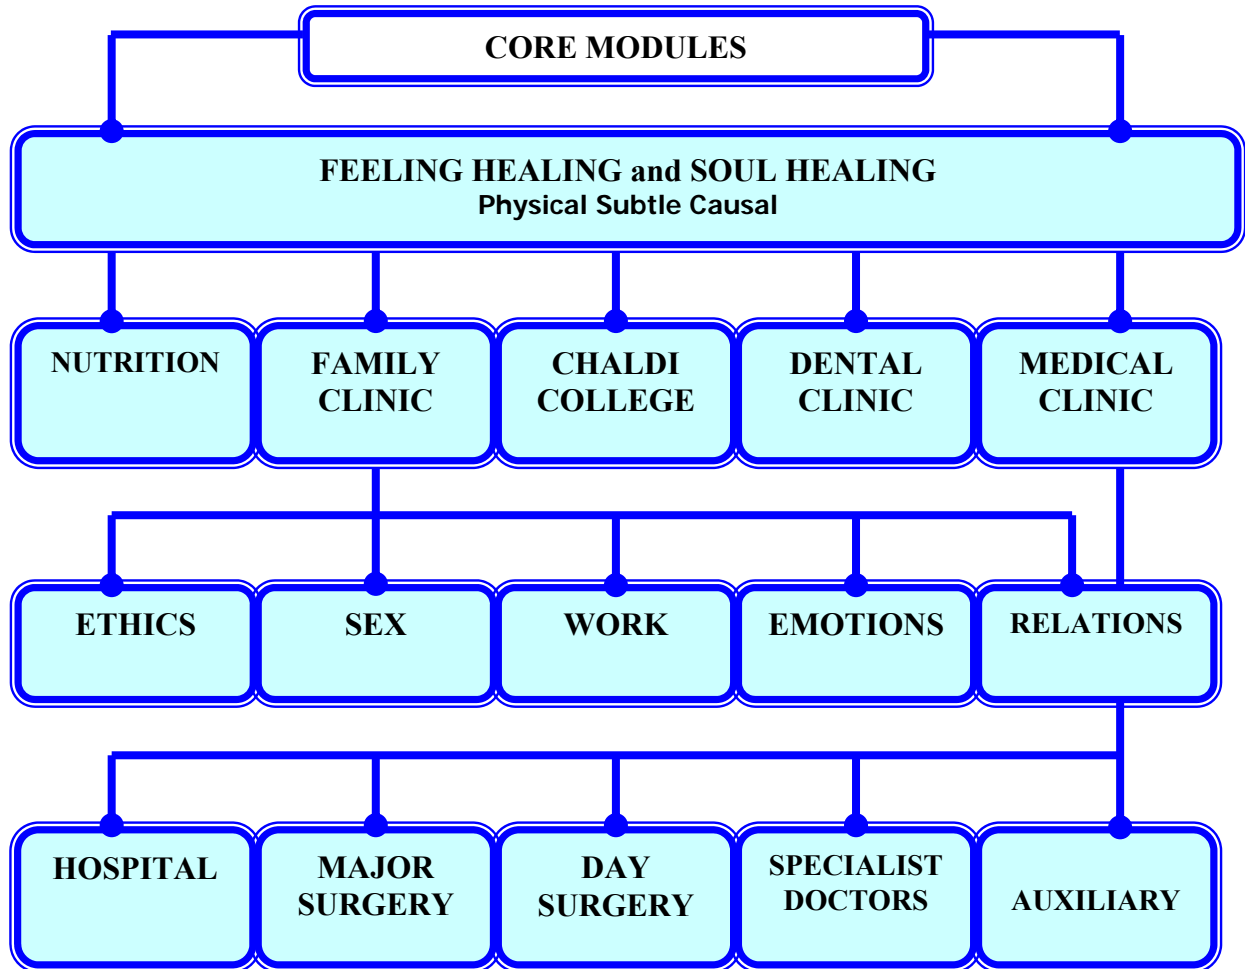 CORE MODULES
FEELING HEALING and SOUL HEALING
Physical Subtle Causal
NUTRITION
FAMILY
CLINIC
CHALDI
COLLEGE
DENTAL
CLINIC
MEDICAL
CLINIC
ETHICS
SEX
WORK
EMOTIONS
RELATIONS
HOSPITAL
MAJOR
SURGERY
DAY
SURGERY
SPECIALIST
DOCTORS
AUXILIARY